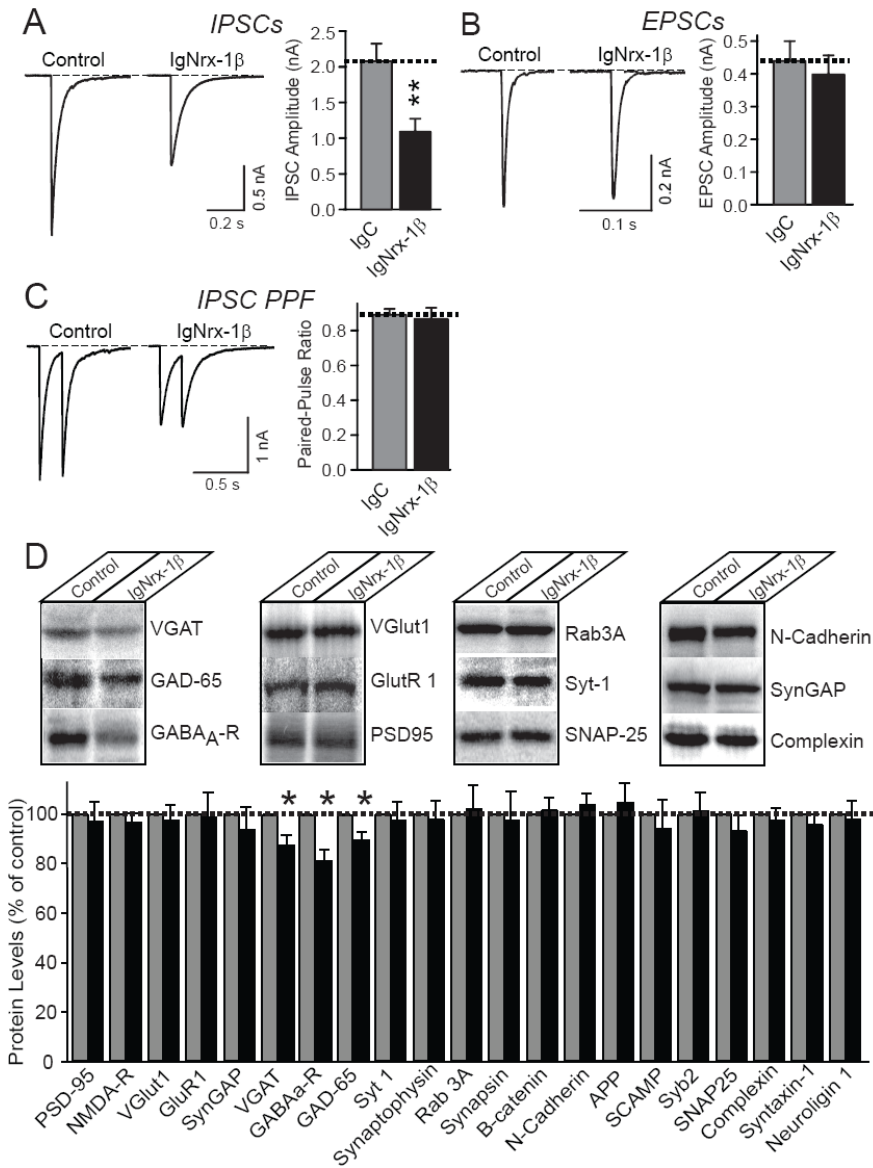 A
IPSCs
Control
IgNrx-1β
0.5 nA
0.2 s
IPSC Amplitude (nA)
2.5
2.0
1.5
1.0
0.5
0.0
**
IgC
IgNrx-1β
B
EPSCs
Control
IgNrx-1β
0.2 nA
0.1 s
EPSC Amplitude (nA)
0.5
0.4
0.3
0.2
0.1
0.0
IgC
IgNrx-1β
C
IPSC PPF
Control
IgNrx-1β
1 nA
0.5 s
Paired-Pulse Ratio
0.8
0.6
0.4
0.2
0.0
IgC
IgNrx-1β
D
Control
IgNrx-1β
VGAT
GAD-65
GABAA-R
Control
IgNrx-1β
VGlut1
GlutR 1
PSD95
Control
IgNrx-1β
Rab3A
Syt-1
SNAP-25
Control
IgNrx-1β
N-Cadherin
SynGAP
Complexin
Protein Levels (% of control)
100
80
60
40
20
0
* * *
PSD-95
NMDA-R
VGlut1
GluR1
SynGAP
VGAT
GABAa-R
GAD-65
Syt 1
Synaptophysin
Rab 3A
Synapsin
B-catenin
N-Cadherin
APP
SCAMP
Syb2
SNAP25
Complexin
Syntaxin-1
Neuroligin 1